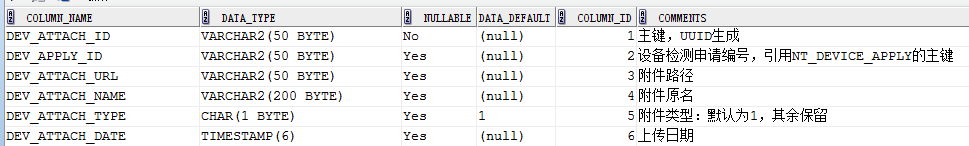 COLUMN_NAME DATA_TYPE NULLABLE DATA_DEFAULT COLUMN_ID COMMENTS
DEV_ATTACH_ID VARCHAR2(50 BYTE) No (null) 1 主键，UUID生成
DEV_APPLY_ID VARCHAR2(50 BYTE) Yes (null) 2 设备检测申请编号，引用NT_DEVICE_APPLY的主键
DEV_ATTACH_URL VARCHAR2(50 BYTE) Yes (null) 3 附件路径
DEV_ATTACH_NAME VARCHAR2(200 BYTE) Yes (null) 4 附件原名
DEV_ATTACH_TYPE CHAR(1 BYTE) Yes 1 5 附件类型：默认为1，其余保留
DEV_ATTACH_DATE TIMESTAMP(6) Yes (null) 6 上传日期